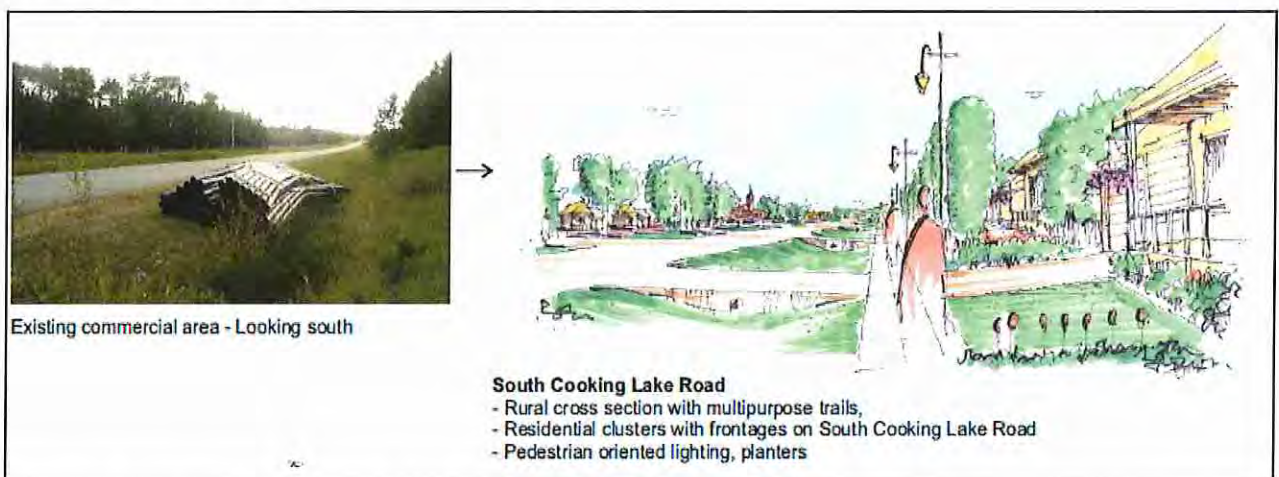 Existing commercial area - Looking south
South Cooking Lake Road
- Rural cross section with multipurpose trails,
- Residential clusters with frontages on South Cooking Lake Road
- Pedestrian oriented lighting, planters